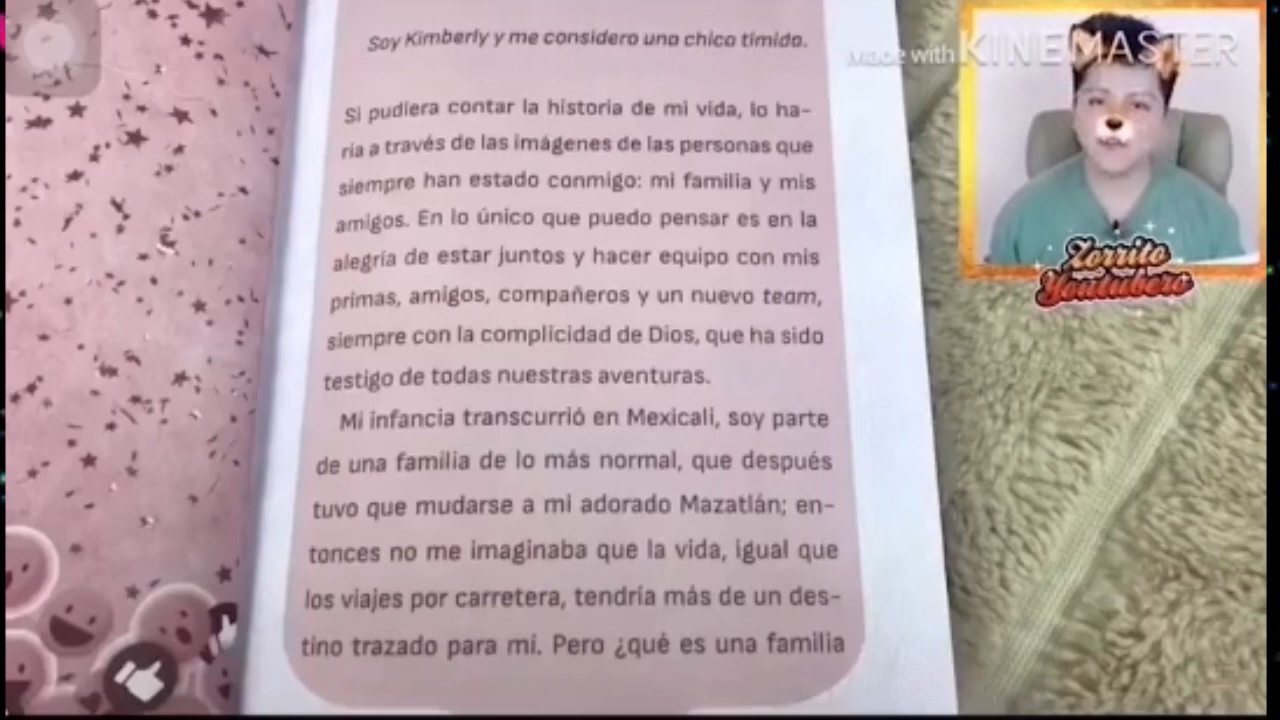 Soy Kimberly y me considero una chica tímida.
Si pudiera contar la historia de mi vida, lo ha-
ría a través de las imágenes de las personas que
siempre han estado conmigo: mi familia y mis
amigos. En lo único que puedo pensar es en la
alegría de estar juntos y hacer equipo con mis
primas, amigos, compañeros y un nuevo team,
siempre con la complicidad de Dios, que ha sido
testigo de todas nuestras aventuras.
Mi infancia transcurrió en Mexicali, soy parte
de una familia de lo más normal, que después
tuvo que mudarse a mi adorado Mazatlán; en-
tonces no me imaginaba que la vida, igual que
los viajes por carretera, tendría más de un des-
tino trazado para mí. Pero ¿qué es una familia
Made with KINEMASTER
Zorrito
Youtubero